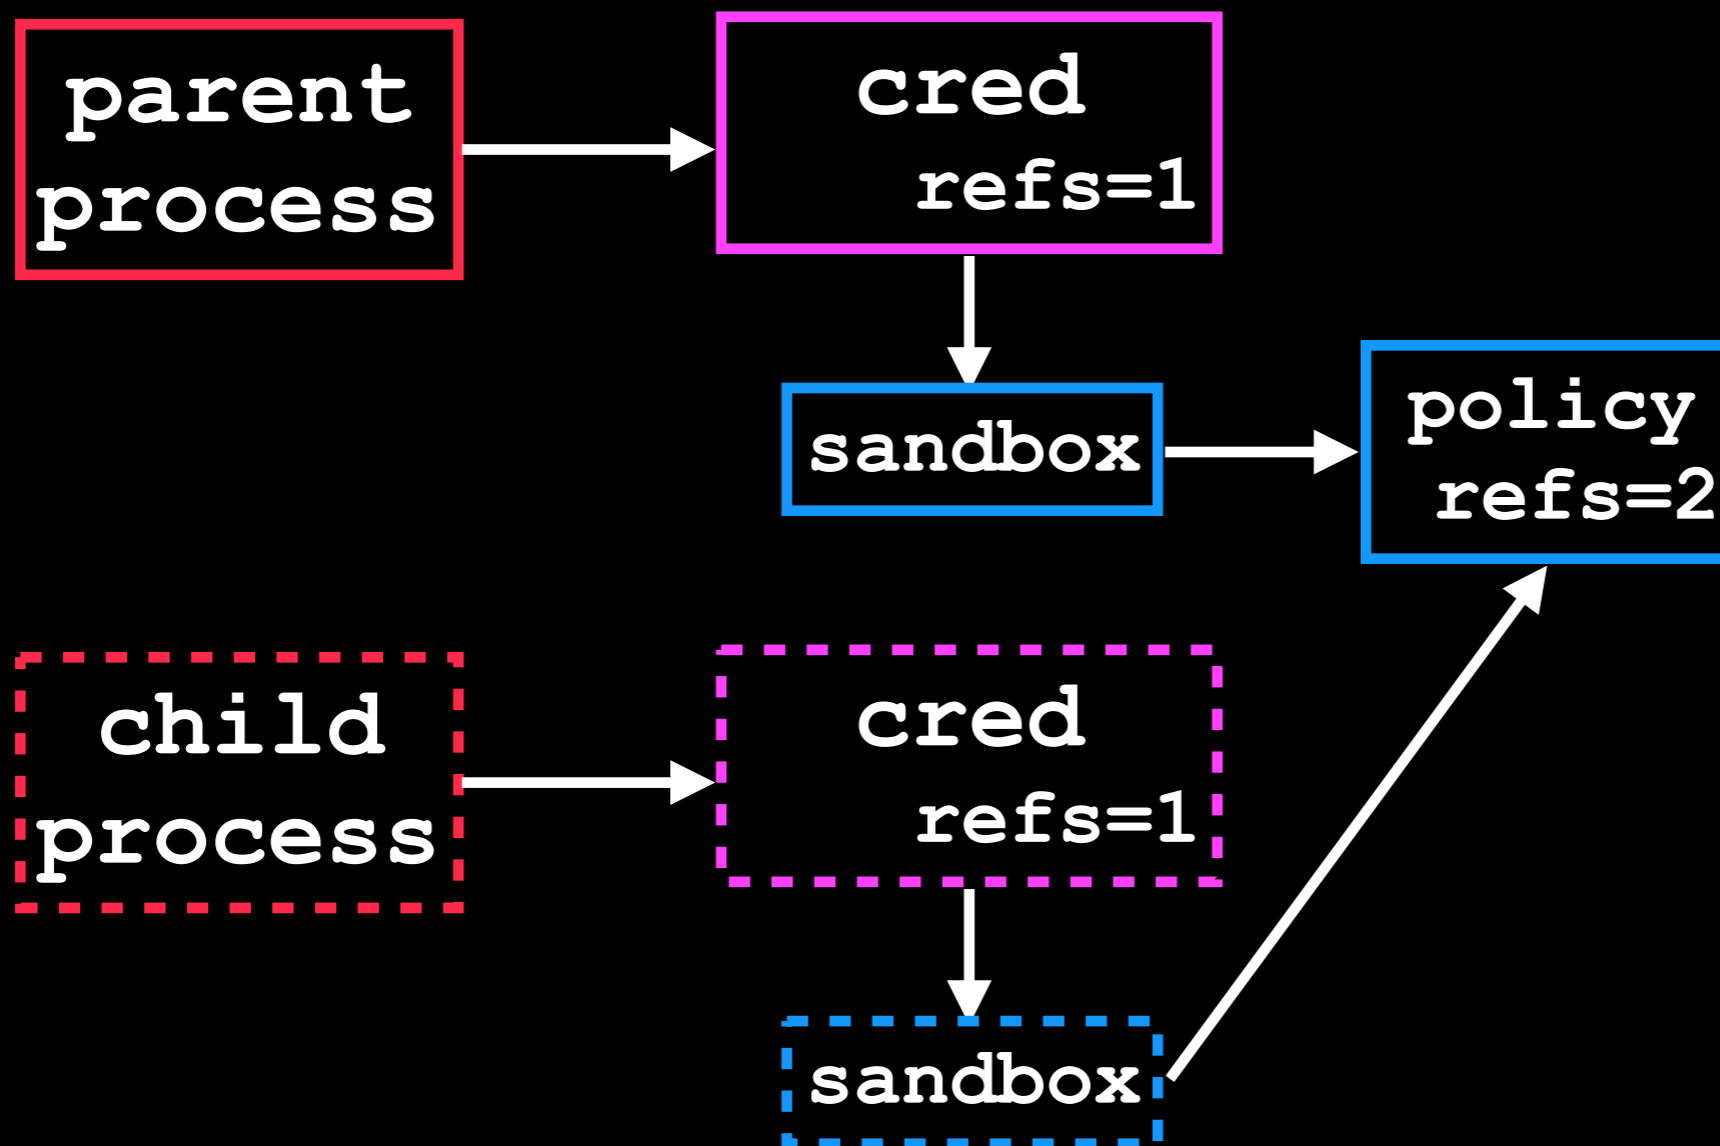 parent
process
cred
refs=1
sandbox
policy
refs=2
child
process
cred
refs=1
sandbox